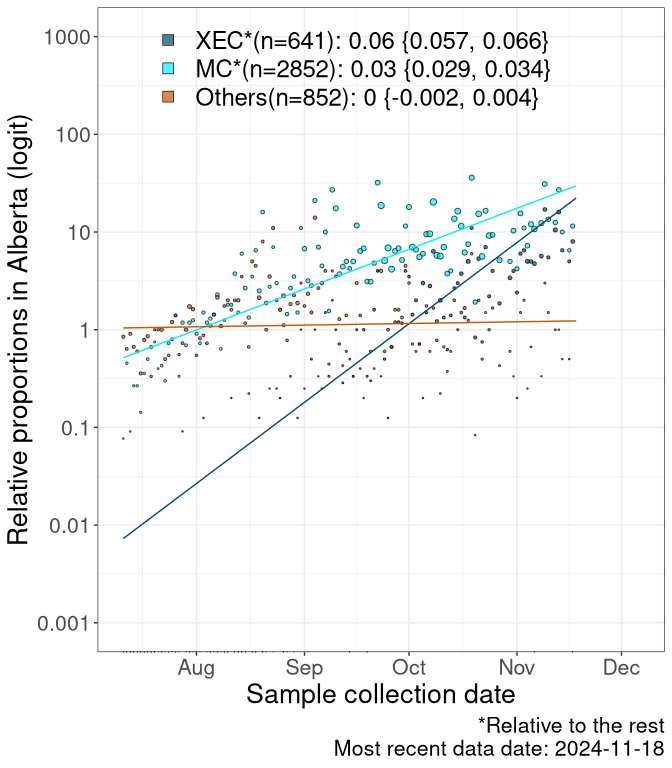 1000
100
10
1
0.1
0.01
0.001
Relative proportions in Alberta (logit)
XEC*(n=641): 0.06 {0.057, 0.066}
MC*(n=2852): 0.03 {0.029, 0.034}
Others(n=852): 0 {-0.002, 0.004}
Aug Sep Oct Nov Dec
Sample collection date
*Relative to the rest
Most recent data date: 2024-11-18